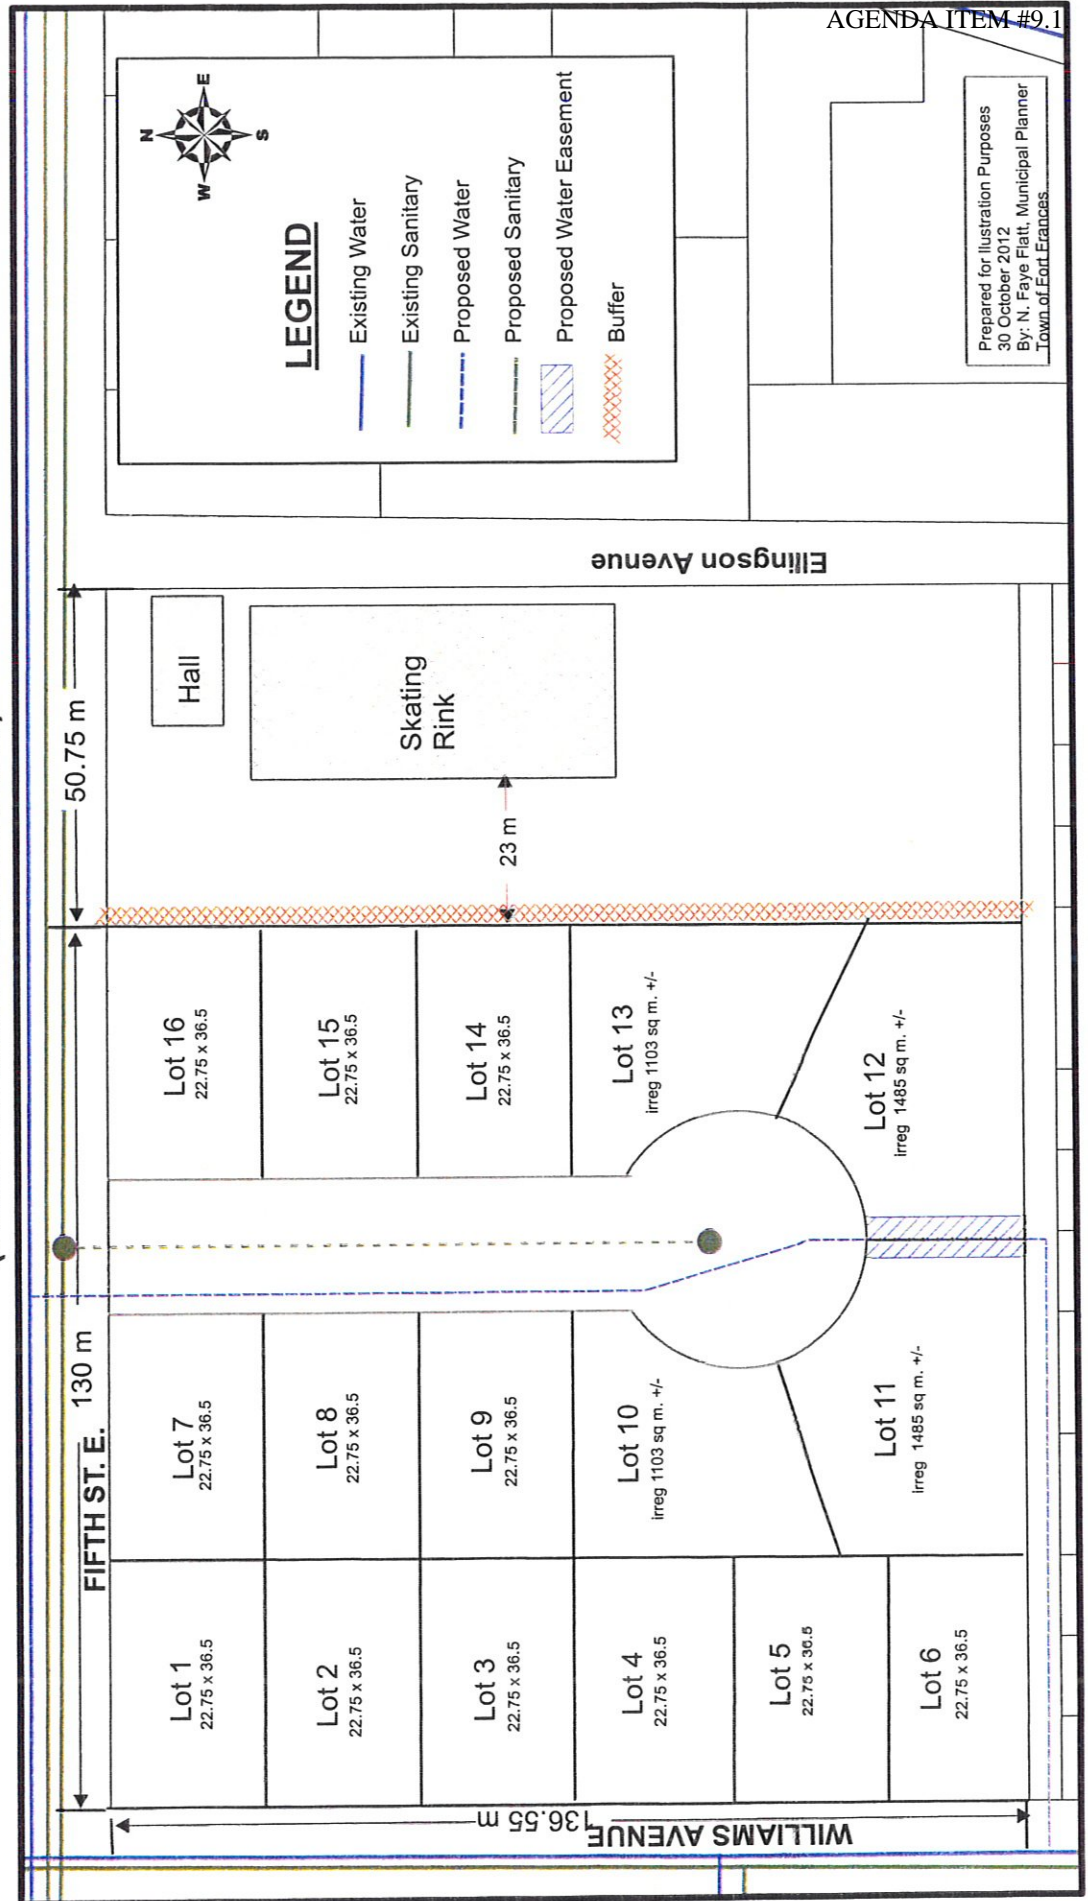 AGENDA ITEM #9.1
N
E
S
W
LEGEND
Existing Water
Existing Sanitary
Proposed Water
Proposed Sanitary
Proposed Water Easement
Buffer
Prepared for Ilustration Purposes
30 October 2012
By: N. Faye Flatt, Municipal Planner
Town of Fort Frances
Ellingson Avenue
50.75 m
Hall
Skating
Rink
23 m
FIFTH ST. E.
130 m
Lot 16
22.75 x 36.5
Lot 15
22.75 x 36.5
Lot 14
22.75 x 36.5
Lot 13
irreg 1103 sq m. +/-
Lot 12
irreg 1485 sq m. +/-
Lot 7
22.75 x 36.5
Lot 8
22.75 x 36.5
Lot 9
22.75 x 36.5
Lot 10
irreg 1103 sq m. +/-
Lot 11
irreg 1485 sq m. +/-
Lot 1
22.75 x 36.5
Lot 2
22.75 x 36.5
Lot 3
22.75 x 36.5
Lot 4
22.75 x 36.5
Lot 5
22.75 x 36.5
Lot 6
22.75 x 36.5
136.55 m
WILLIAMS AVENUE